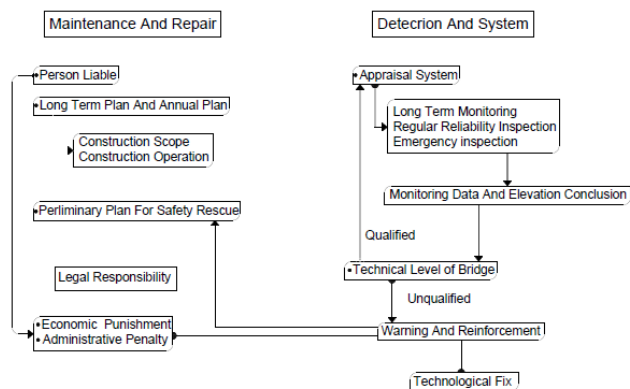 Maintenance And Repair
Detecrion And System
•Person Liable
•Appraisal System
•Long Term Plan And Annual Plan
Long Term Monitoring
Regular Reliability Inspection
Emergency inspection
Construction Scope
Construction Operation
Monitoring Data And Elevation Conclusion
•Perliminary Plan For Safety Rescue
Qualified
Legal Responsibility
•Technical Level of Bridge
Unqualified
•Economic Punishment
•Administrative Penalty
Warning And Reinforcement
Technological Fix